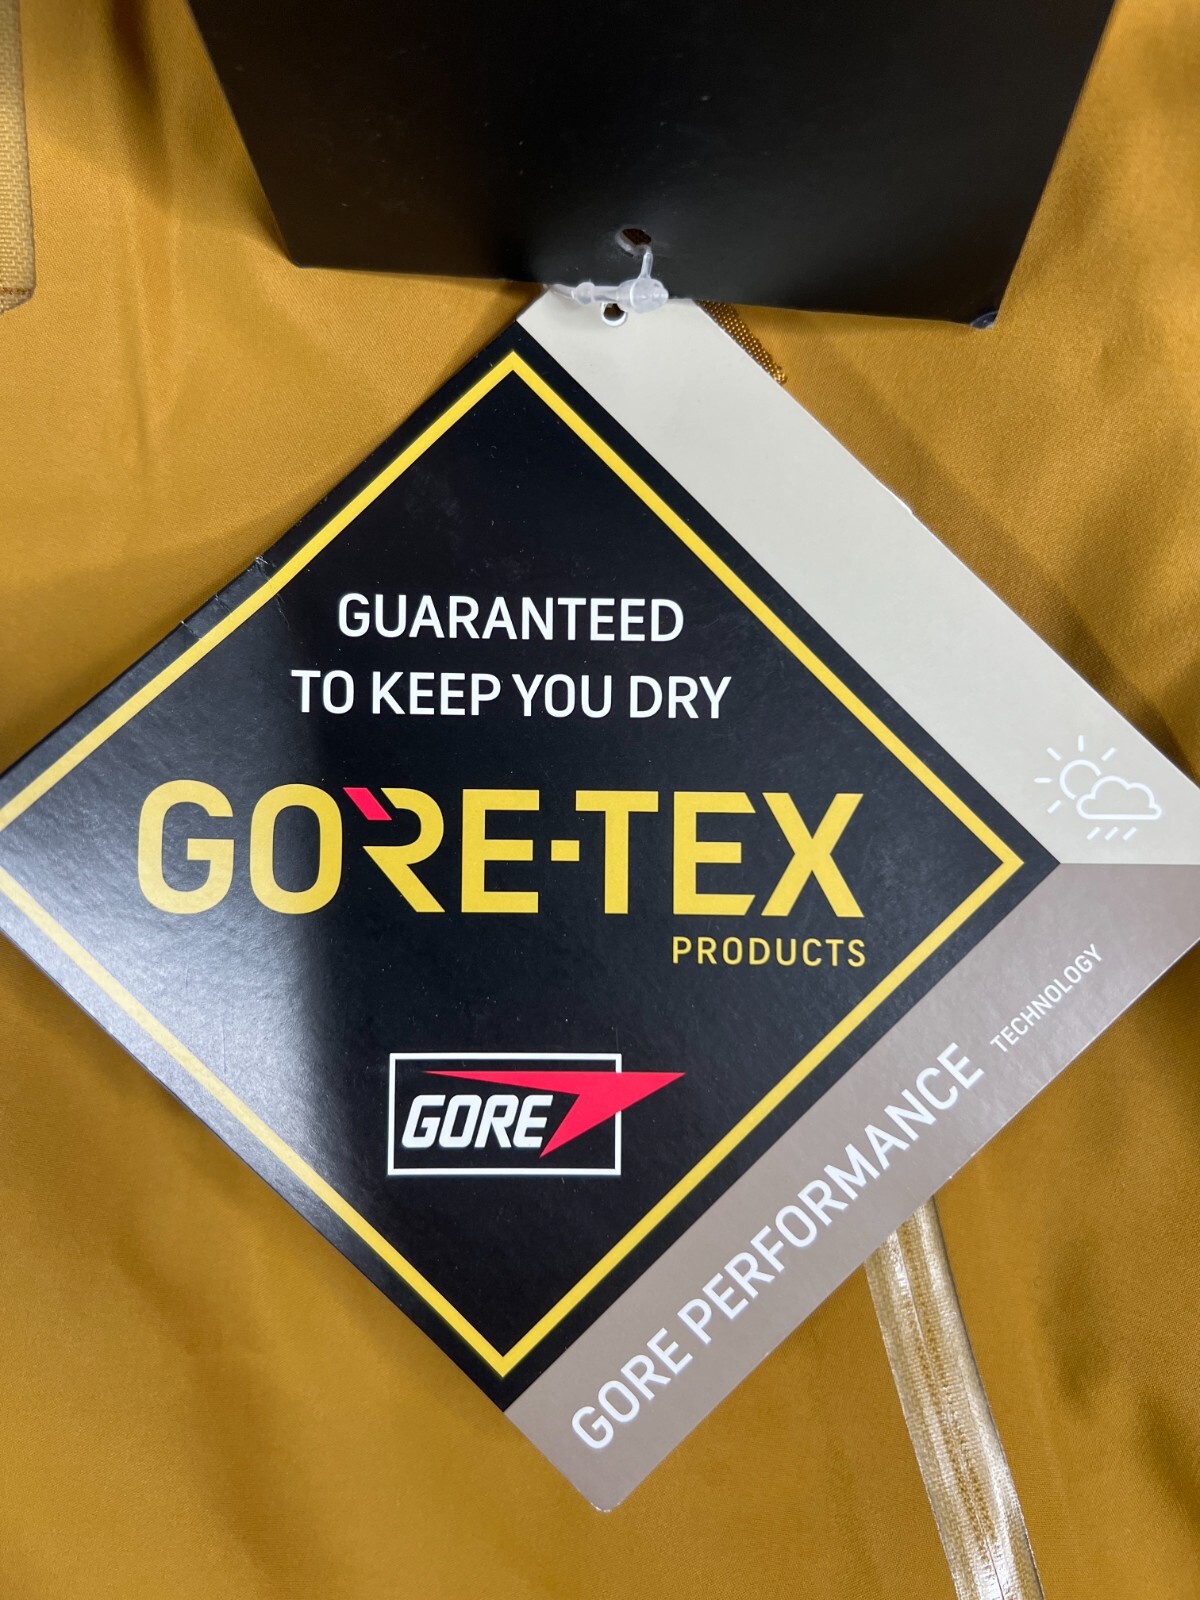 GUARANTEED
TO KEEP YOU DRY
GORE-TEX
PRODUCTS
GORE
GORE PERFORMANCE TECHNOLOGY